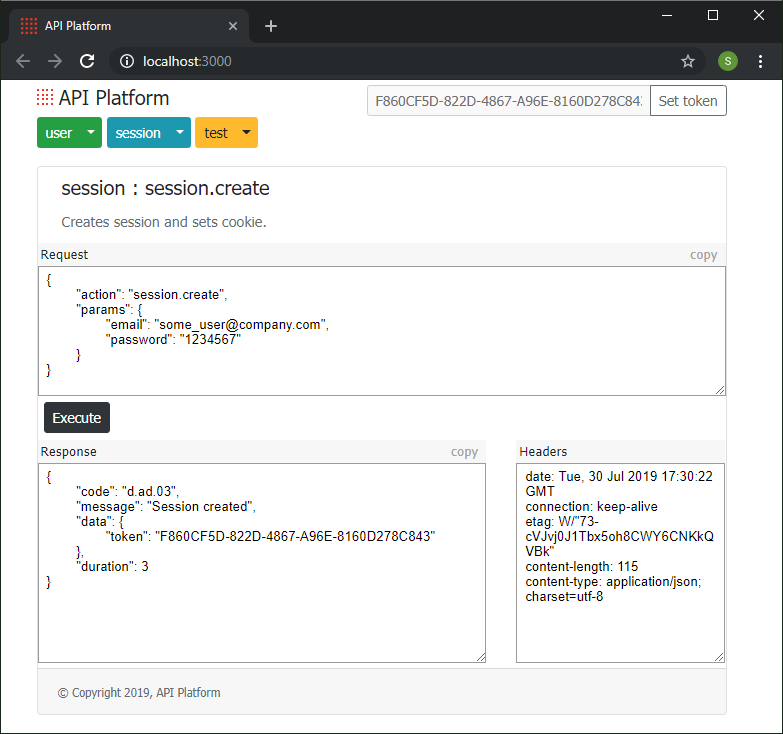 API Platform
localhost:3000
S
API Platform
F860CF5D-822D-4867-A96E-8160D278C843
Set token
user
session
test
session : session.create
Creates session and sets cookie.
Request
copy
{
"action": "session.create",
"params": {
"email": "some_user@company.com",
"password": "1234567"
}
}
Execute
Response
copy
{
"code": "d.ad.03",
"message": "Session created",
"data": {
"token": "F860CF5D-822D-4867-A96E-8160D278C843"
},
"duration": 3
}
Headers
date: Tue, 30 Jul 2019 17:30:22
GMT
connection: keep-alive
etag: W/"73-
cVJvj0J1Tbx5oh8CWY6CNKkQ
VBk"
content-length: 115
content-type: application/json;
charset=utf-8
© Copyright 2019, API Platform